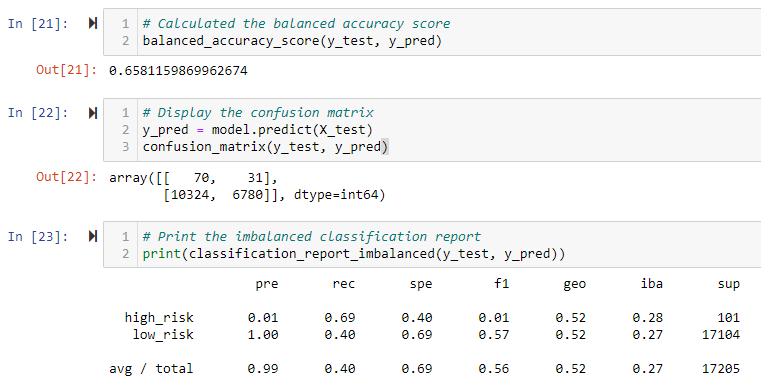 In [21]: 1 # Calculated the balanced accuracy score
2 balanced_accuracy_score(y_test, y_pred)
Out[21]: 0.6581159869962674
In [22]: 1 # Display the confusion matrix
2 y_pred = model.predict(X_test)
3 confusion_matrix(y_test, y_pred)
Out[22]: array([[   70,    31],
       [10324,  6780]], dtype=int64)
In [23]: 1 # Print the imbalanced classification report
2 print(classification_report_imbalanced(y_test, y_pred))
pre rec spe f1 geo iba sup
high_risk 0.01 0.69 0.40 0.01 0.52 0.28 101
low_risk 1.00 0.40 0.69 0.57 0.52 0.27 17104
avg / total 0.99 0.40 0.69 0.56 0.52 0.27 17205